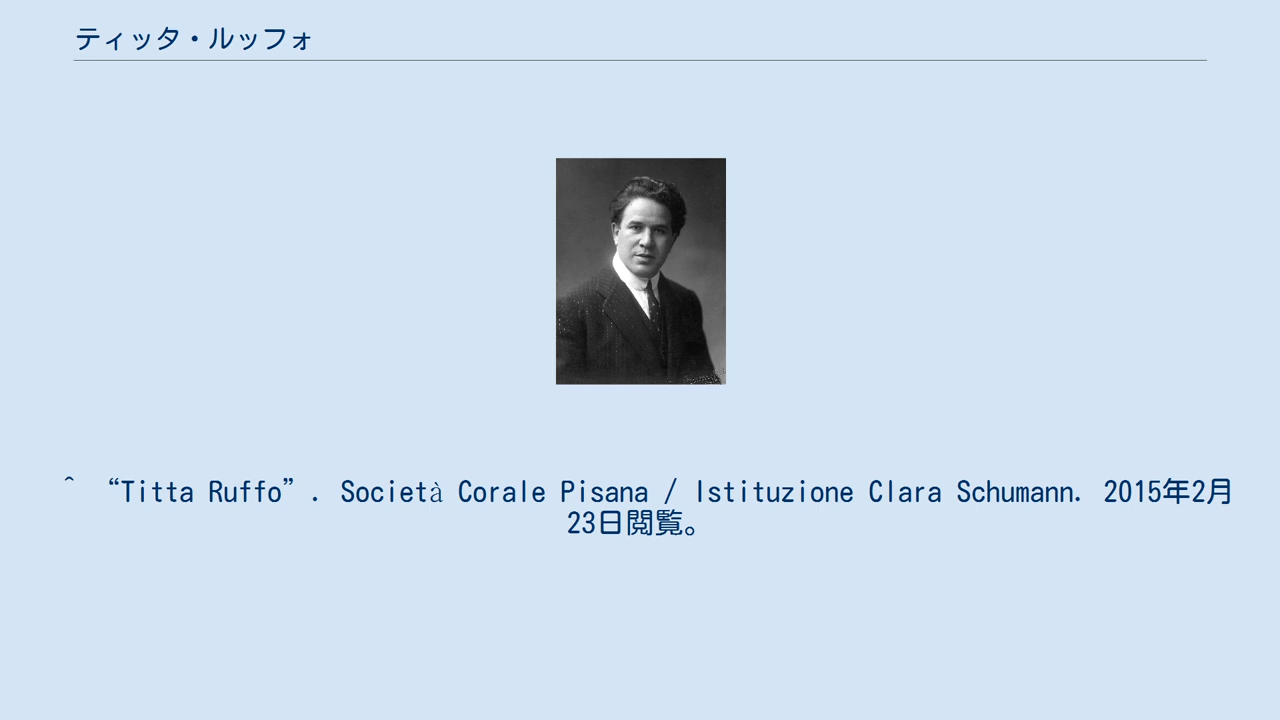 ティッタ・ルッフォ
^ “Titta Ruffo”. Società Corale Pisana / Istituzione Clara Schumann. 2015年2月
23日閲覧。